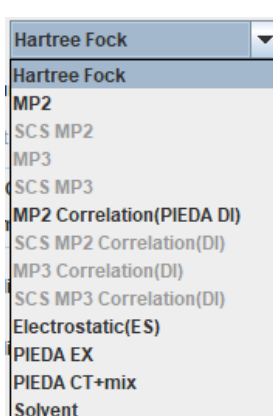 Hartree Fock
Hartree Fock
MP2
SCS MP2
MP3
SCS MP3
MP2 Correlation(PIEDA DI)
SCS MP2 Correlation(DI)
MP3 Correlation(DI)
SCS MP3 Correlation(DI)
Electrostatic(ES)
PIEDA EX
PIEDA CT+mix
Solvent